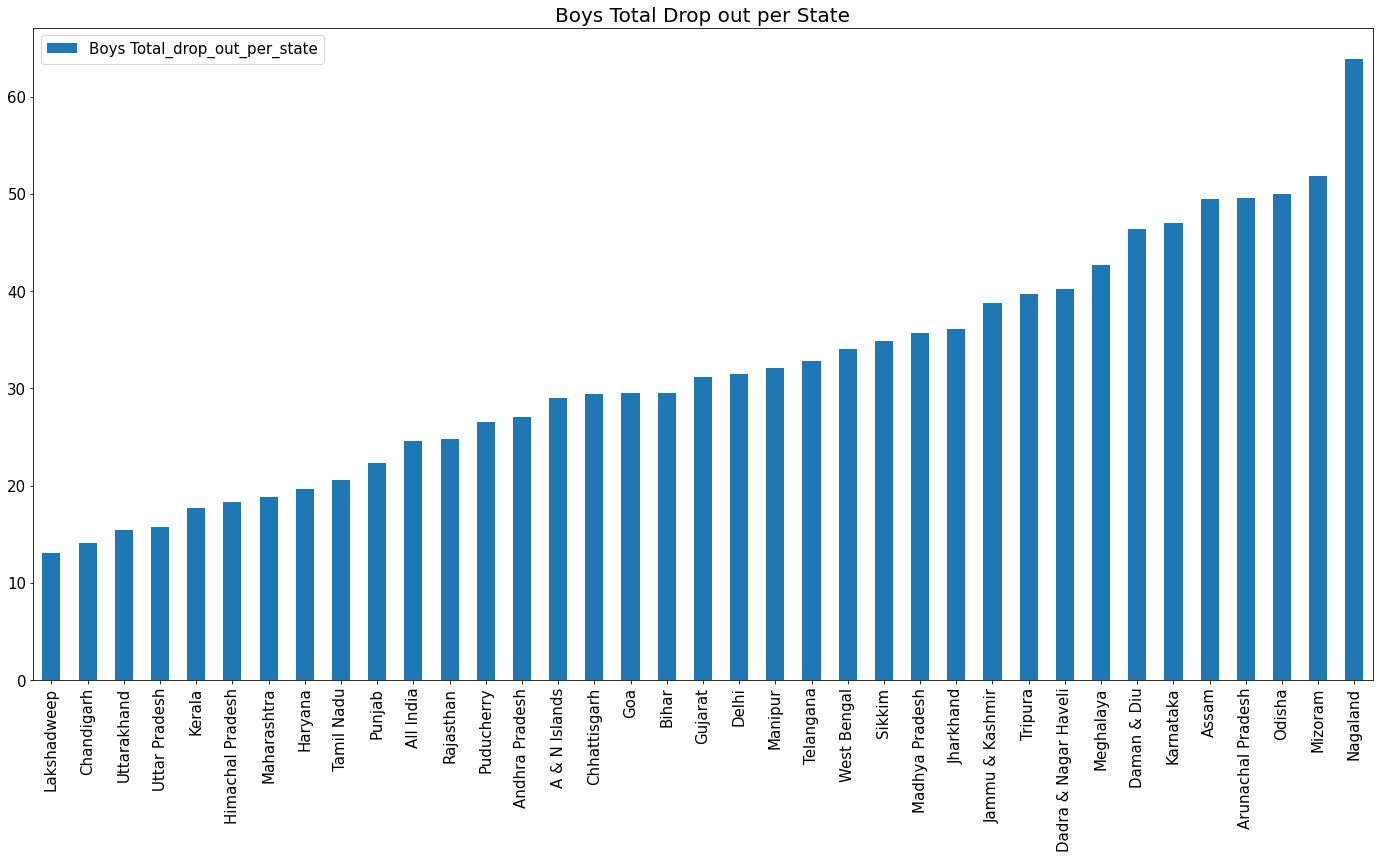 Boys Total Drop out per State
Boys Total_drop_out_per_state
60
50
40
30
20
10
0
Lakshadweep
Chandigarh
Uttarakhand
Uttar Pradesh
Kerala
Himachal Pradesh
Maharashtra
Haryana
Tamil Nadu
Punjab
All India
Rajasthan
Puducherry
Andhra Pradesh
A & N Islands
Chhattisgarh
Goa
Bihar
Gujarat
Delhi
Manipur
Telangana
West Bengal
Sikkim
Madhya Pradesh
Jharkhand
Jammu & Kashmir
Tripura
Dadra & Nagar Haveli
Meghalaya
Daman & Diu
Karnataka
Assam
Arunachal Pradesh
Odisha
Mizoram
Nagaland